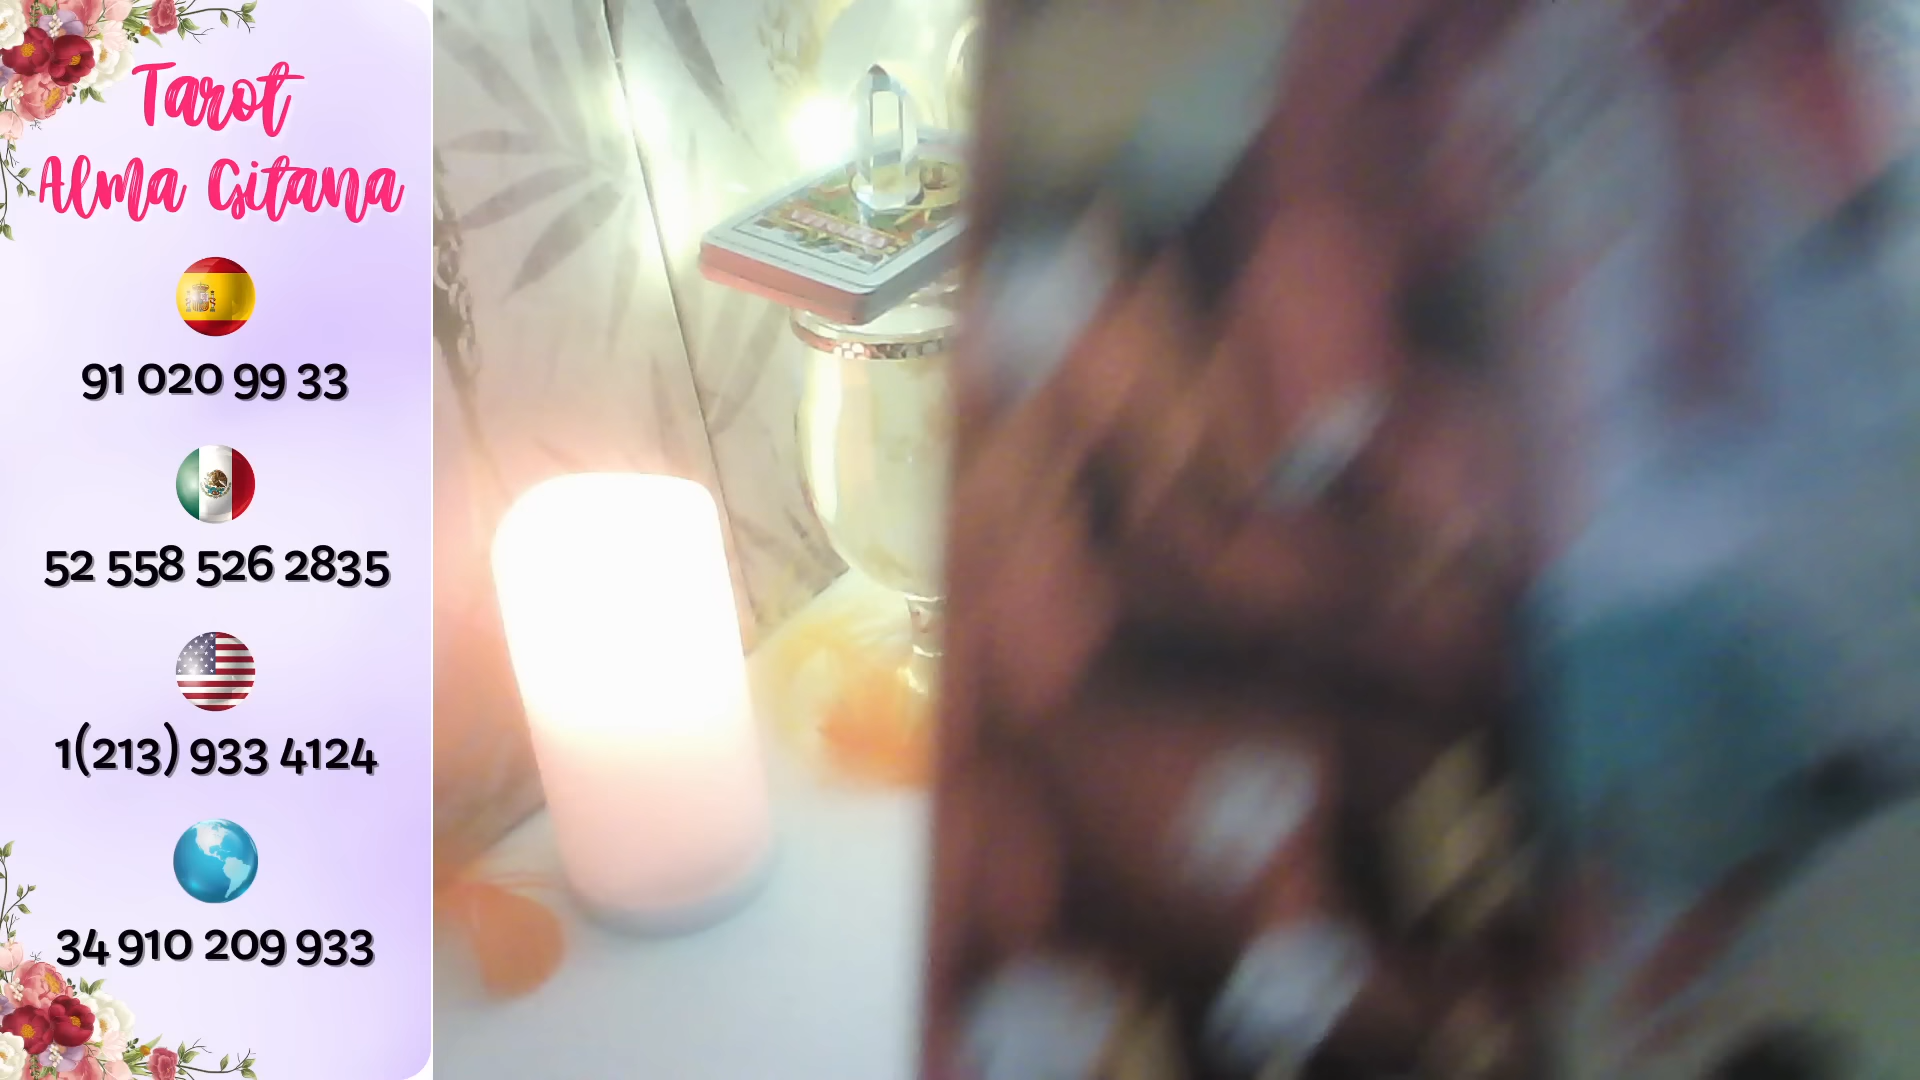 Tarot
Alma Gitana
91 020 99 33
52 558 526 2835
1(213) 933 4124
34 910 209 933